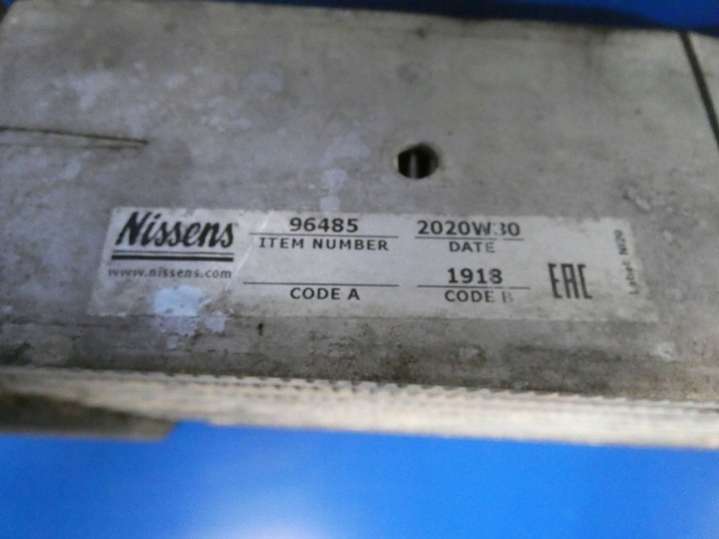 Nissens
www.nissens.com
96485
ITEM NUMBER
CODE A
2020W30
DATE
1918
CODE B
EAC